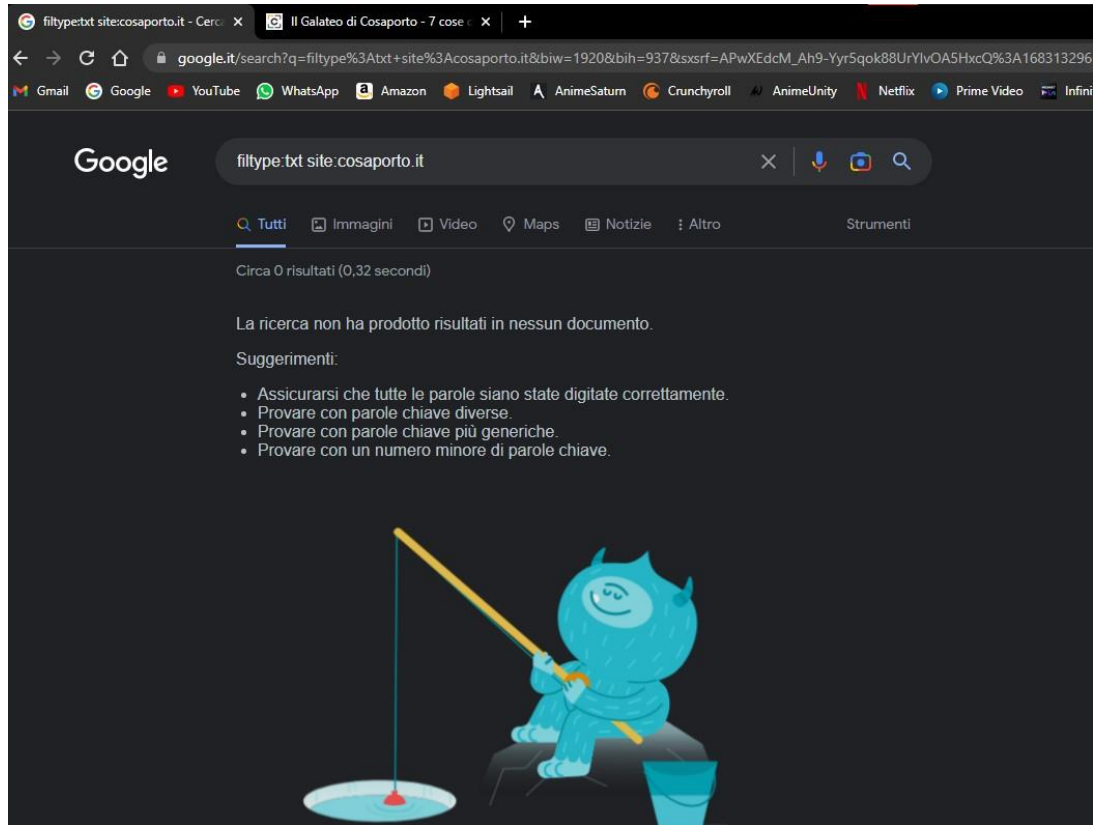 filtype:txt site:cosaporto.it - Cerc
Il Galateo di Cosaporto - 7 cose
google.it/search?q=filtype%3Atxt+site%3Acosaporto.it&biw=1920&bih=937&sxsrf=APwXEdcM_Ah9-Yyr5qok88UrYlvOA5HxcQ%3A168313296
Gmail Google YouTube WhatsApp Amazon Lightsail AnimeSaturn Crunchyroll AnimeUnity Netflix Prime Video Infini
Google
filtype:txt site:cosaporto.it
Tutti Immagini Video Maps Notizie Altro Strumenti
Circa 0 risultati (0,32 secondi)
La ricerca non ha prodotto risultati in nessun documento.
Suggerimenti:
• Assicurarsi che tutte le parole siano state digitate correttamente.
• Provare con parole chiave diverse.
• Provare con parole chiave più generiche.
• Provare con un numero minore di parole chiave.